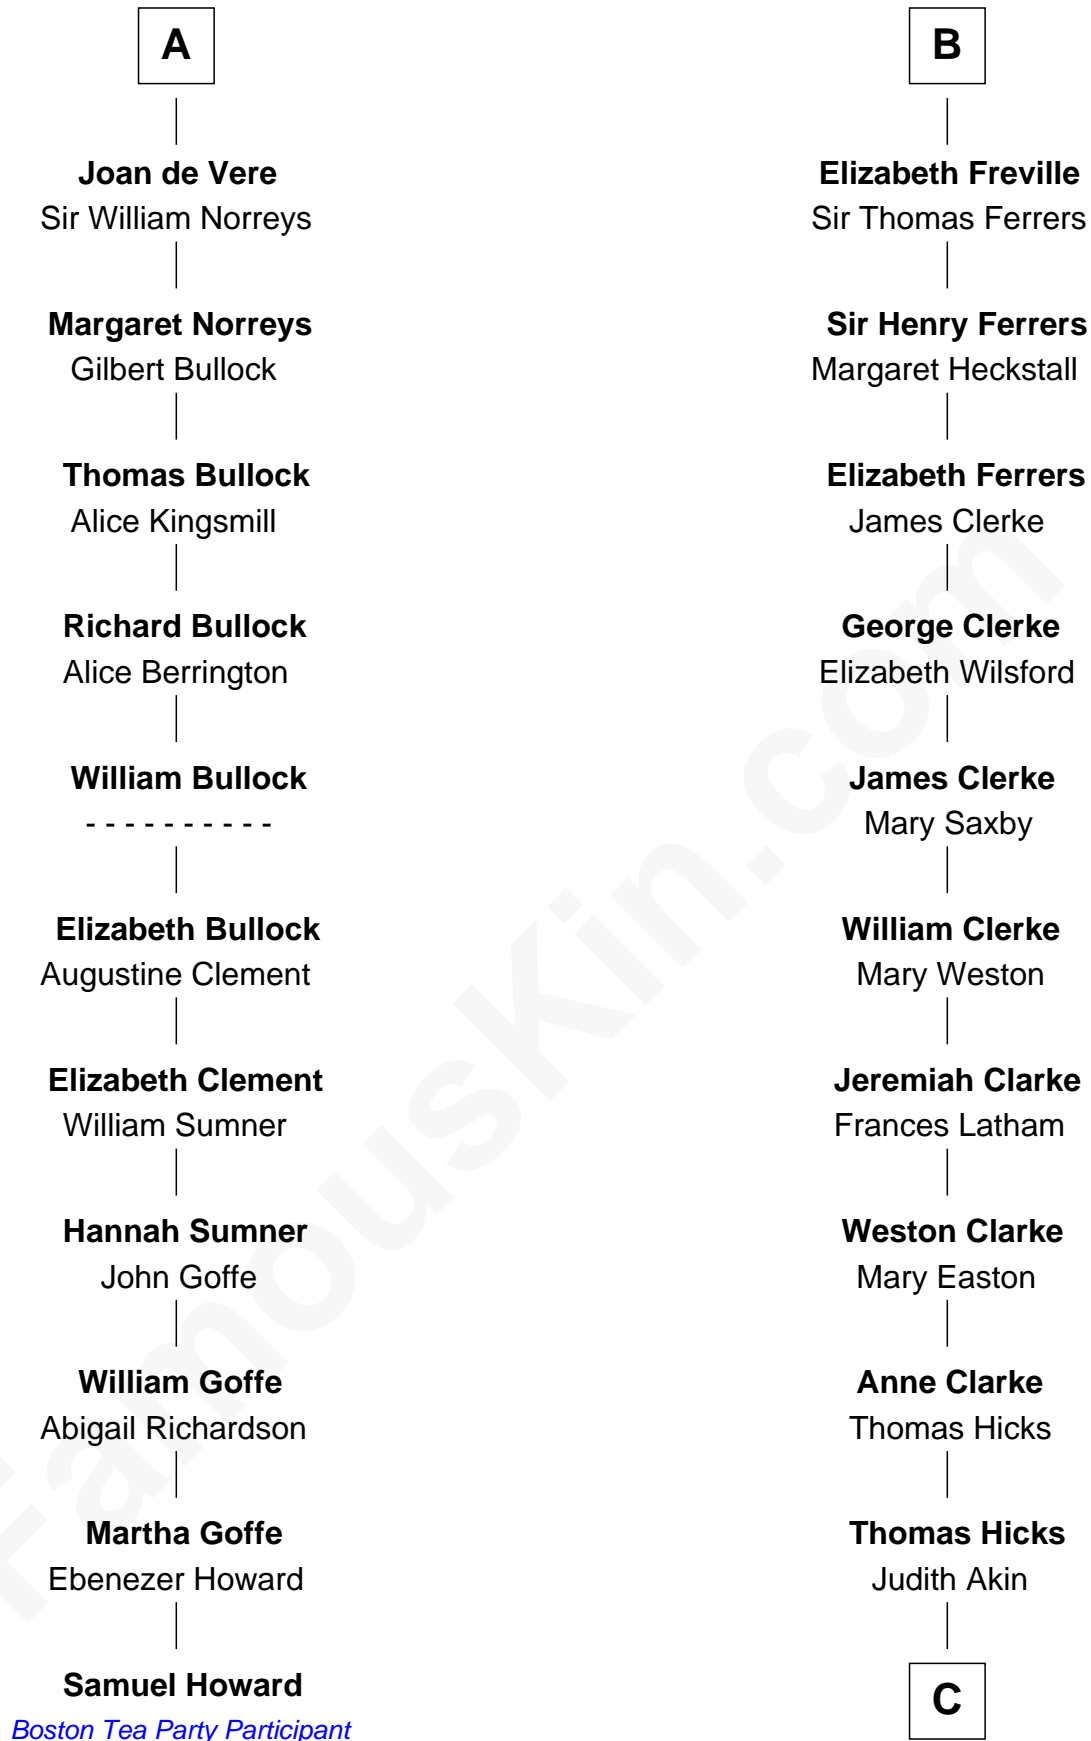 A
Joan de Vere
Sir William Norreys
Margaret Norreys
Gilbert Bullock
Thomas Bullock
Alice Kingsmill
Richard Bullock
Alice Berrington
William Bullock
- - - - - - - - - -
Elizabeth Bullock
Augustine Clement
Elizabeth Clement
William Sumner
Hannah Sumner
John Goffe
William Goffe
Abigail Richardson
Martha Goffe
Ebenezer Howard
Samuel Howard
Boston Tea Party Participant
B
Elizabeth Freville
Sir Thomas Ferrers
Sir Henry Ferrers
Margaret Heckstall
Elizabeth Ferrers
James Clerke
George Clerke
Elizabeth Wilsford
James Clerke
Mary Saxby
William Clerke
Mary Weston
Jeremiah Clarke
Frances Latham
Weston Clarke
Mary Easton
Anne Clarke
Thomas Hicks
Thomas Hicks
Judith Akin
C
FamousKin.com